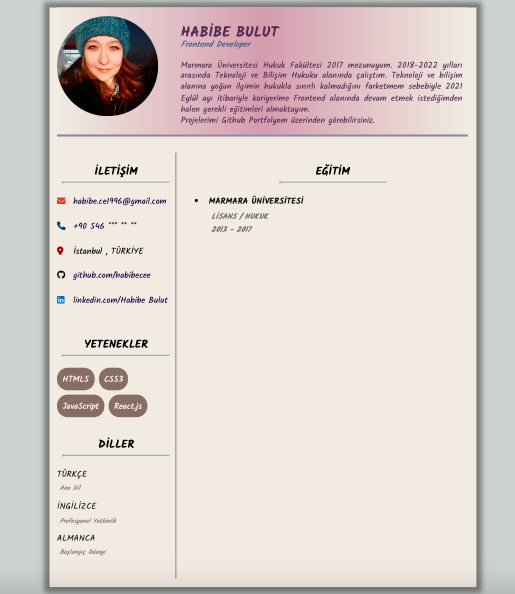 HABİBE BULUT
Frontend Developer
Marmara Üniversitesi Hukuk Fakültesi 2017 mezunuyum. 2018-2022 yılları
arasında Teknoloji ve Bilişim Hukuku alanında çalıştım. Teknoloji ve bilişim
alanına yoğun ilgimin hukukla sınırlı kalmadığını farketmem sebebiyle 2021
Eylül ayı itibariyle kariyerime Frontend alanında devam etmek istediğimden
halen gerekli eğitimleri almaktayım.
Projelerimi Github Portfolyom üzerinden görebilirsiniz.
İLETİŞİM
habibe.ce1996@gmail.com
+90 546 *** ** **
İstanbul , TÜRKİYE
github.com/habibecee
linkedin.com/Habibe Bulut
YETENEKLER
HTML5 CSS3
JavaScript React.js
DİLLER
TÜRKÇE
Ana Dil
İNGİLİZCE
Profesyonel Yetkinlik
ALMANCA
Başlangıç Düzeyi
EĞİTİM
• MARMARA ÜNİVERSİTESİ
LİSANS / HUKUK
2013 - 2017